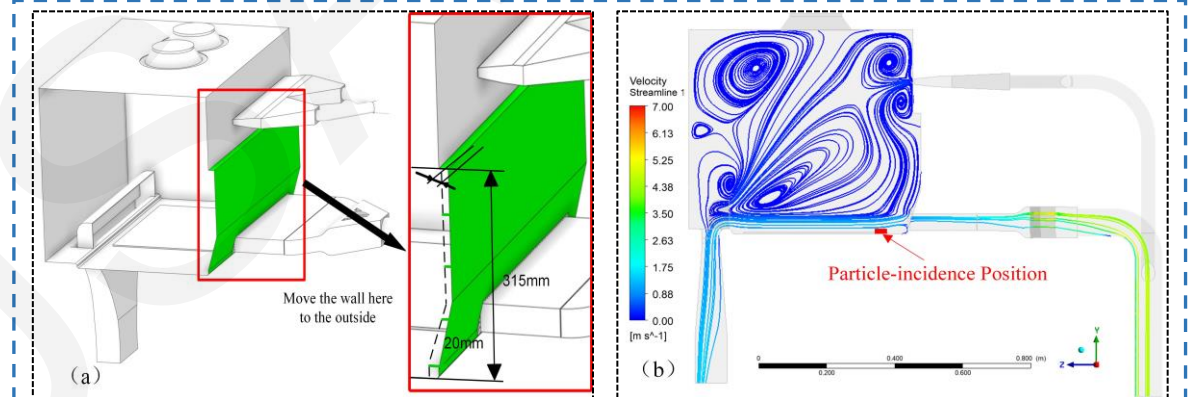 Move the wall here
to the outside
315mm
20mm
(a)
Velocity
Streamline 1
7.00
6.13
5.25
4.38
3.50
2.63
1.75
0.88
0.00
[m s^-1]
Particle-incidence Position
0
0.400
0.800 (m)
0.200
0.600
Y
Z
(b)